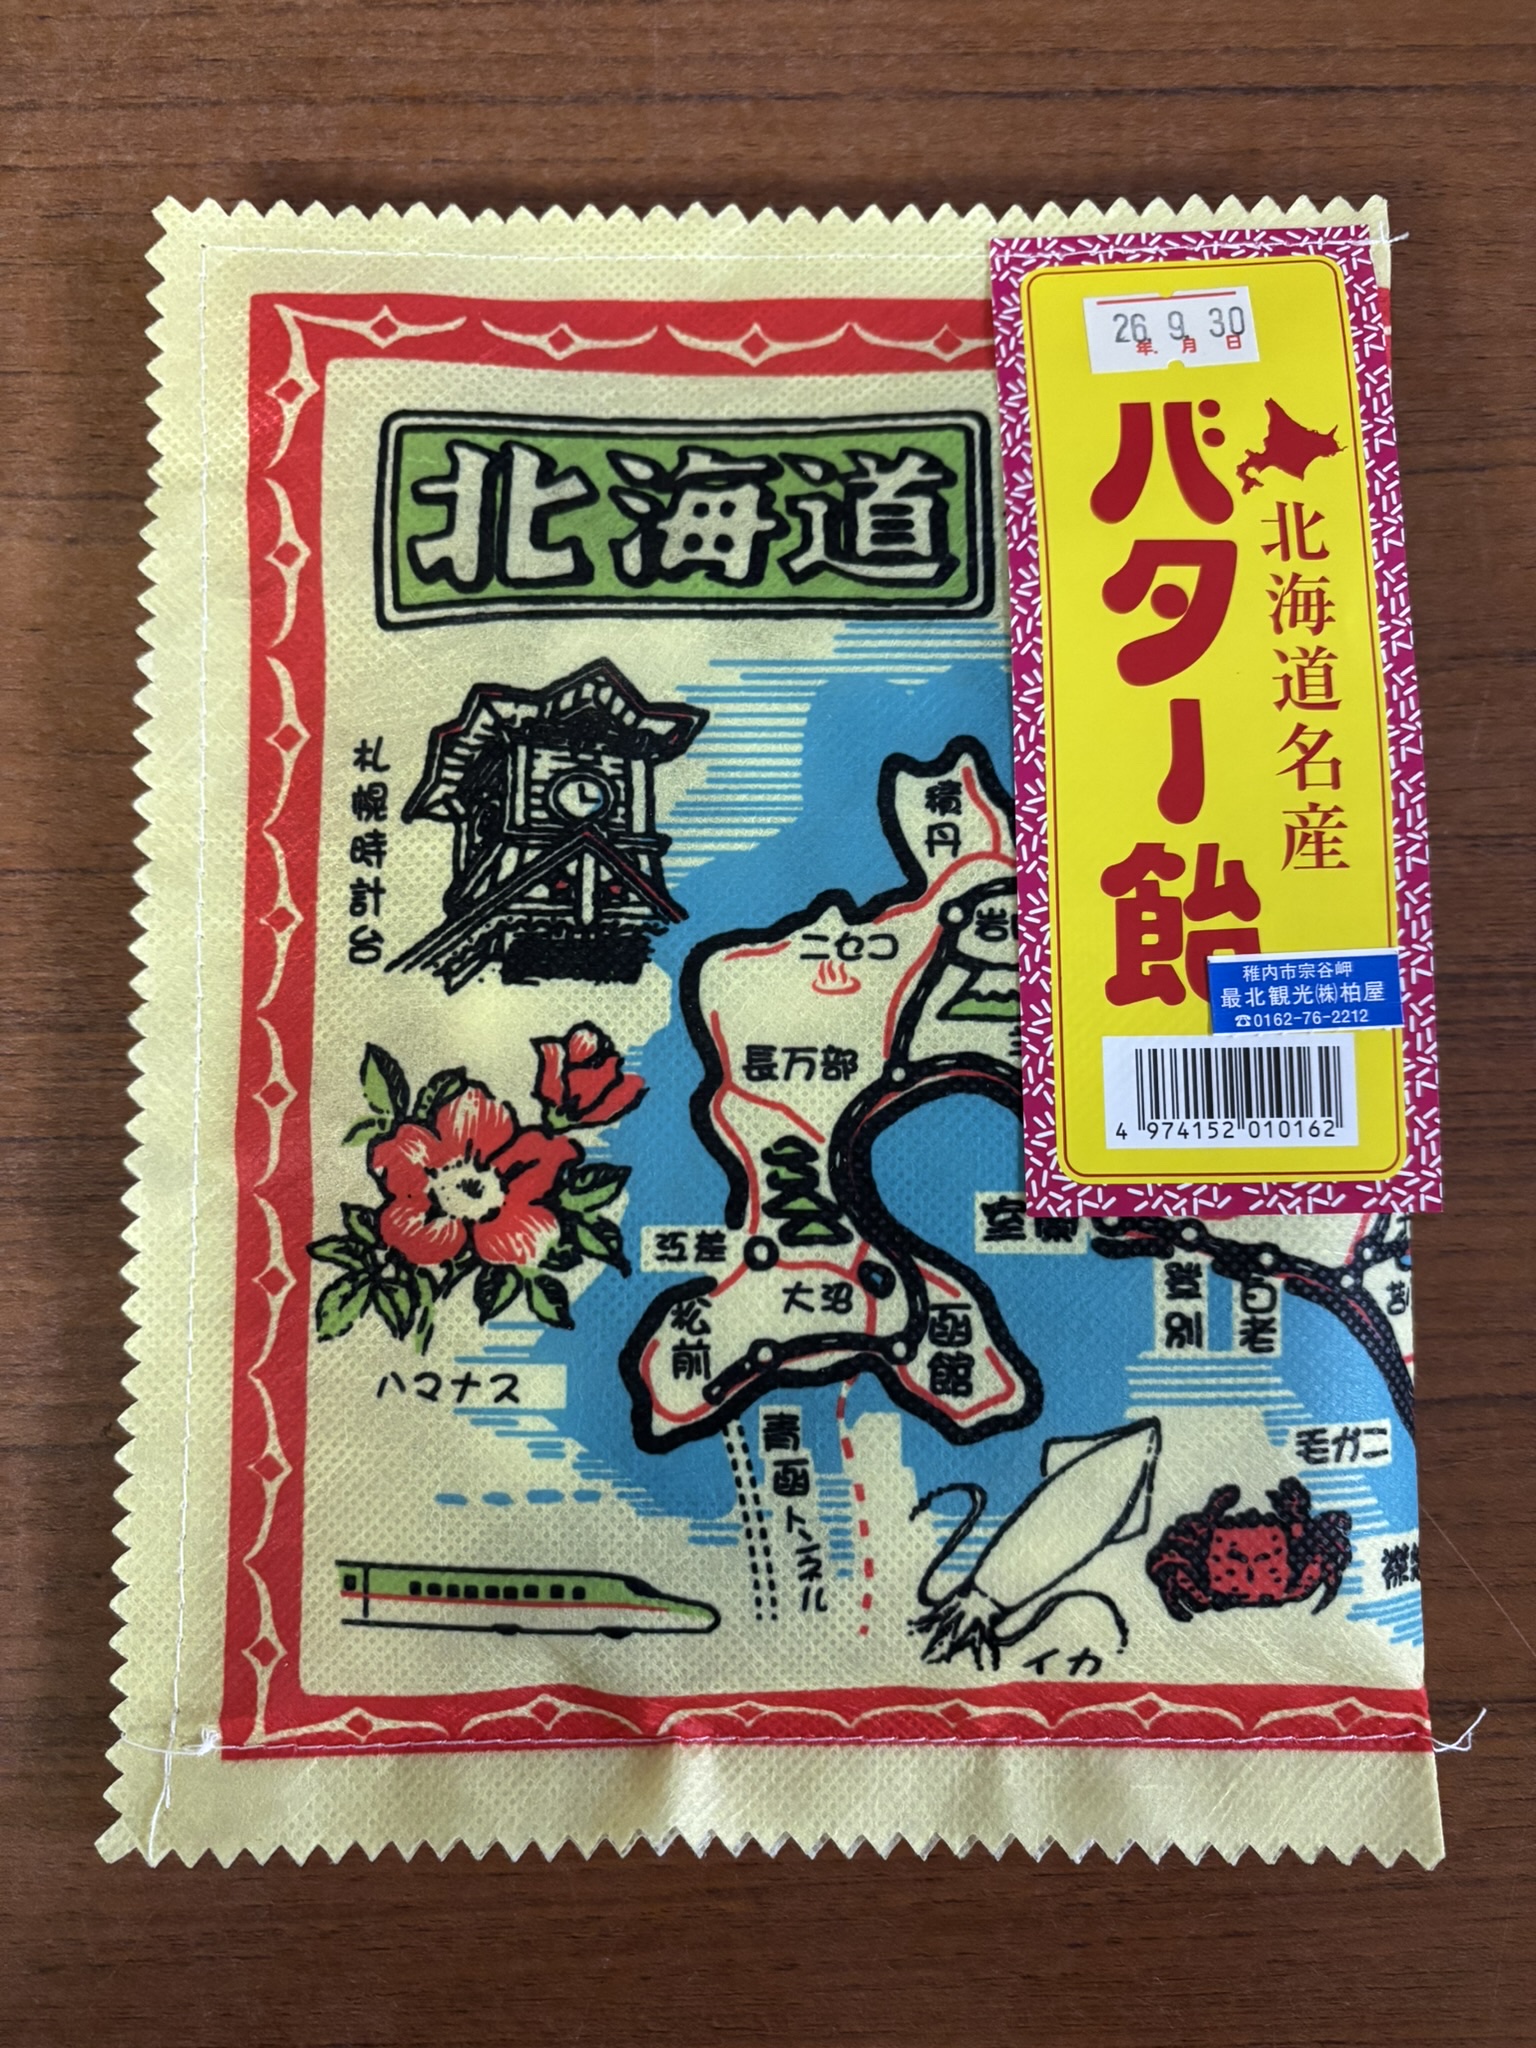 北海道
札幌時計台
ハマナス
積丹
岩
ニセコ
長万部
江差
大沼
松前
函館
青函トンネル
室蘭
登別
白老
苫
毛ガニ
イカ
26 9 30
年 月 日
バター飴
北海道名産
稚内市宗谷岬
最北観光㈱柏屋
☎0162-76-2212
4 974152 010162